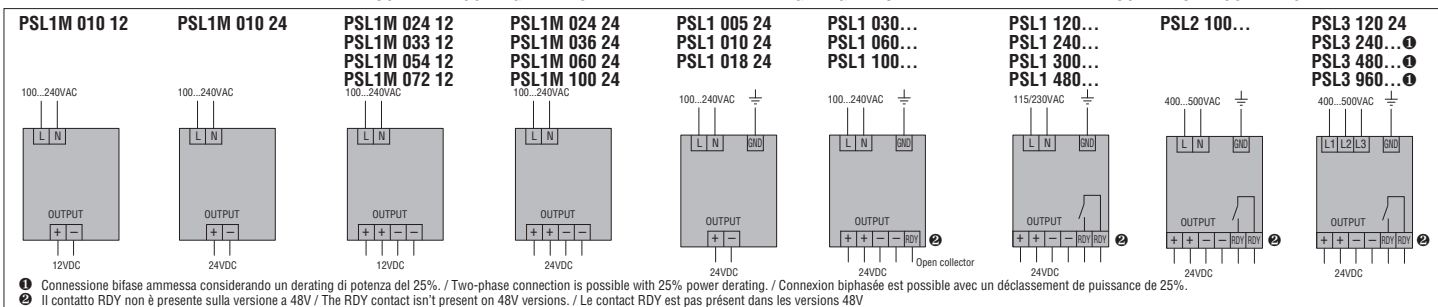 PSL1M 010 12
PSL1M 010 24
PSL1M 024 12
PSL1M 033 12
PSL1M 054 12
PSL1M 072 12
PSL1M 024 24
PSL1M 036 24
PSL1M 060 24
PSL1M 100 24
PSL1 005 24
PSL1 010 24
PSL1 018 24
PSL1 030...
PSL1 060...
PSL1 100...
PSL1 120...
PSL1 240...
PSL1 300...
PSL1 480...
PSL2 100...
PSL3 120 24
PSL3 240...❶
PSL3 480...❶
PSL3 960...❶
100...240VAC
L N
OUTPUT
+ −
12VDC
100...240VAC
L N
OUTPUT
+ −
24VDC
100...240VAC
L N
OUTPUT
+ + − −
12VDC
100...240VAC
L N
OUTPUT
+ + − −
24VDC
100...240VAC
L N GND
OUTPUT
+ −
24VDC
100...240VAC
L N GND
OUTPUT
+ + − − RDY ❷
24VDC
Open collector
115/230VAC
L N GND
OUTPUT
+ + − − RDY RDY ❷
24VDC
400...500VAC
L N GND
OUTPUT
+ + − − RDY RDY ❷
24VDC
400...500VAC
L1 L2 L3 GND
OUTPUT
+ + − − RDY RDY ❷
24VDC
❶ Connessione bifase ammessa considerando un derating di potenza del 25%. / Two-phase connection is possible with 25% power derating. / Connexion biphasée est possible avec un déclassement de puissance de 25%.
❷ Il contatto RDY non è presente sulla versione a 48V / The RDY contact isn't present on 48V versions. / Le contact RDY est pas présent dans les versions 48V